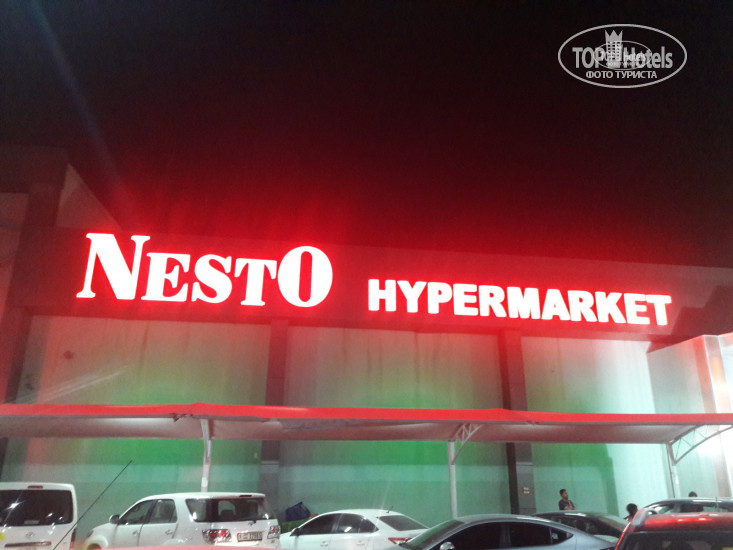 TOP Hotels
ФОТО ТУРИСТА
NESTO HYPERMARKET